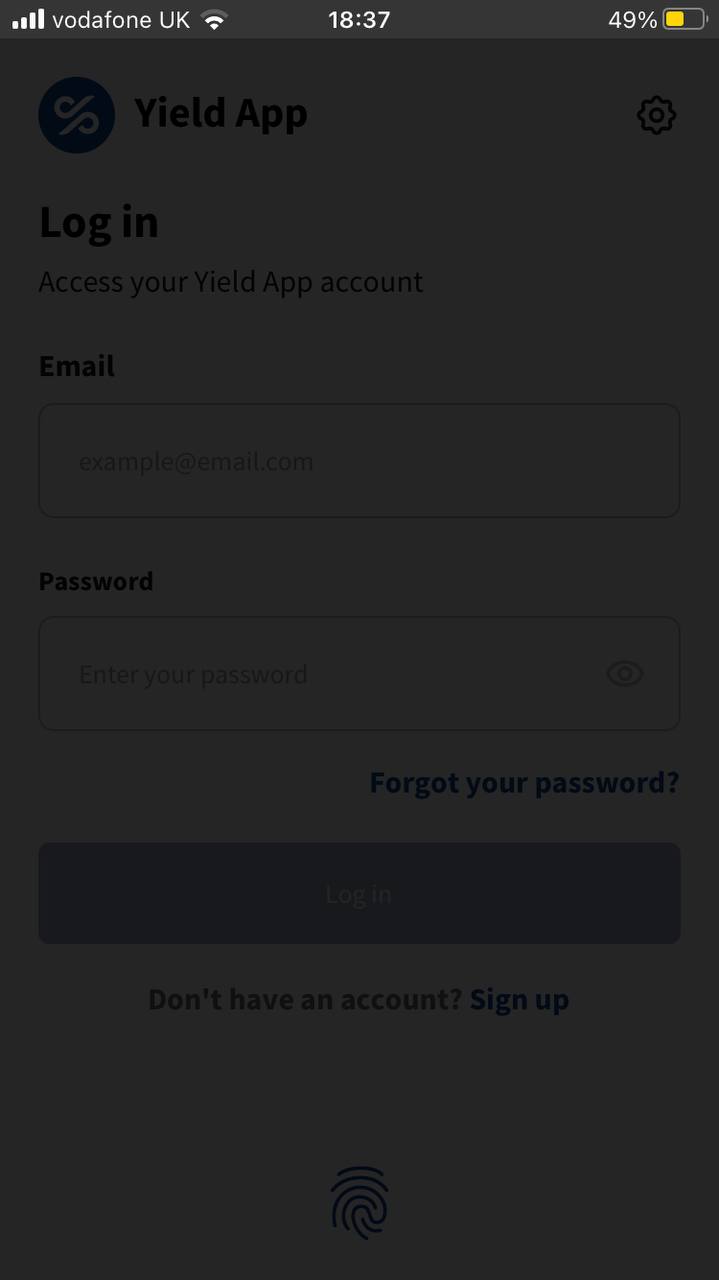 vodafone UK 18:37 49%
Yield App
Log in
Access your Yield App account
Email
example@email.com
Password
Enter your password
Forgot your password?
Log in
Don't have an account? Sign up